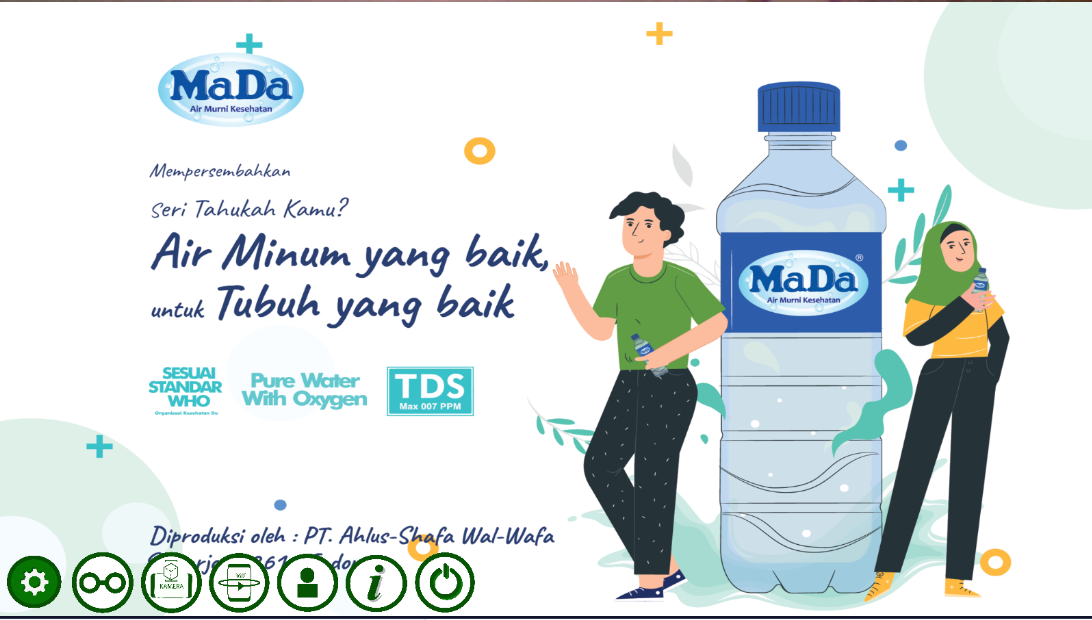 MaDa
Air Murni Kesehatan
Mempersembahkan
Seri Tahukah Kamu?
Air Minum yang baik,
untuk Tubuh yang baik
SESUAI
STANDAR
WHO
Organisasi Kesehatan Du
Pure Water
With Oxygen
TDS
Max 007 PPM
MaDa
®
Air Murni Kesehatan
Diproduksi oleh : PT. Ahlus-Shafa Wal-Wafa
KAMERA
360°
i